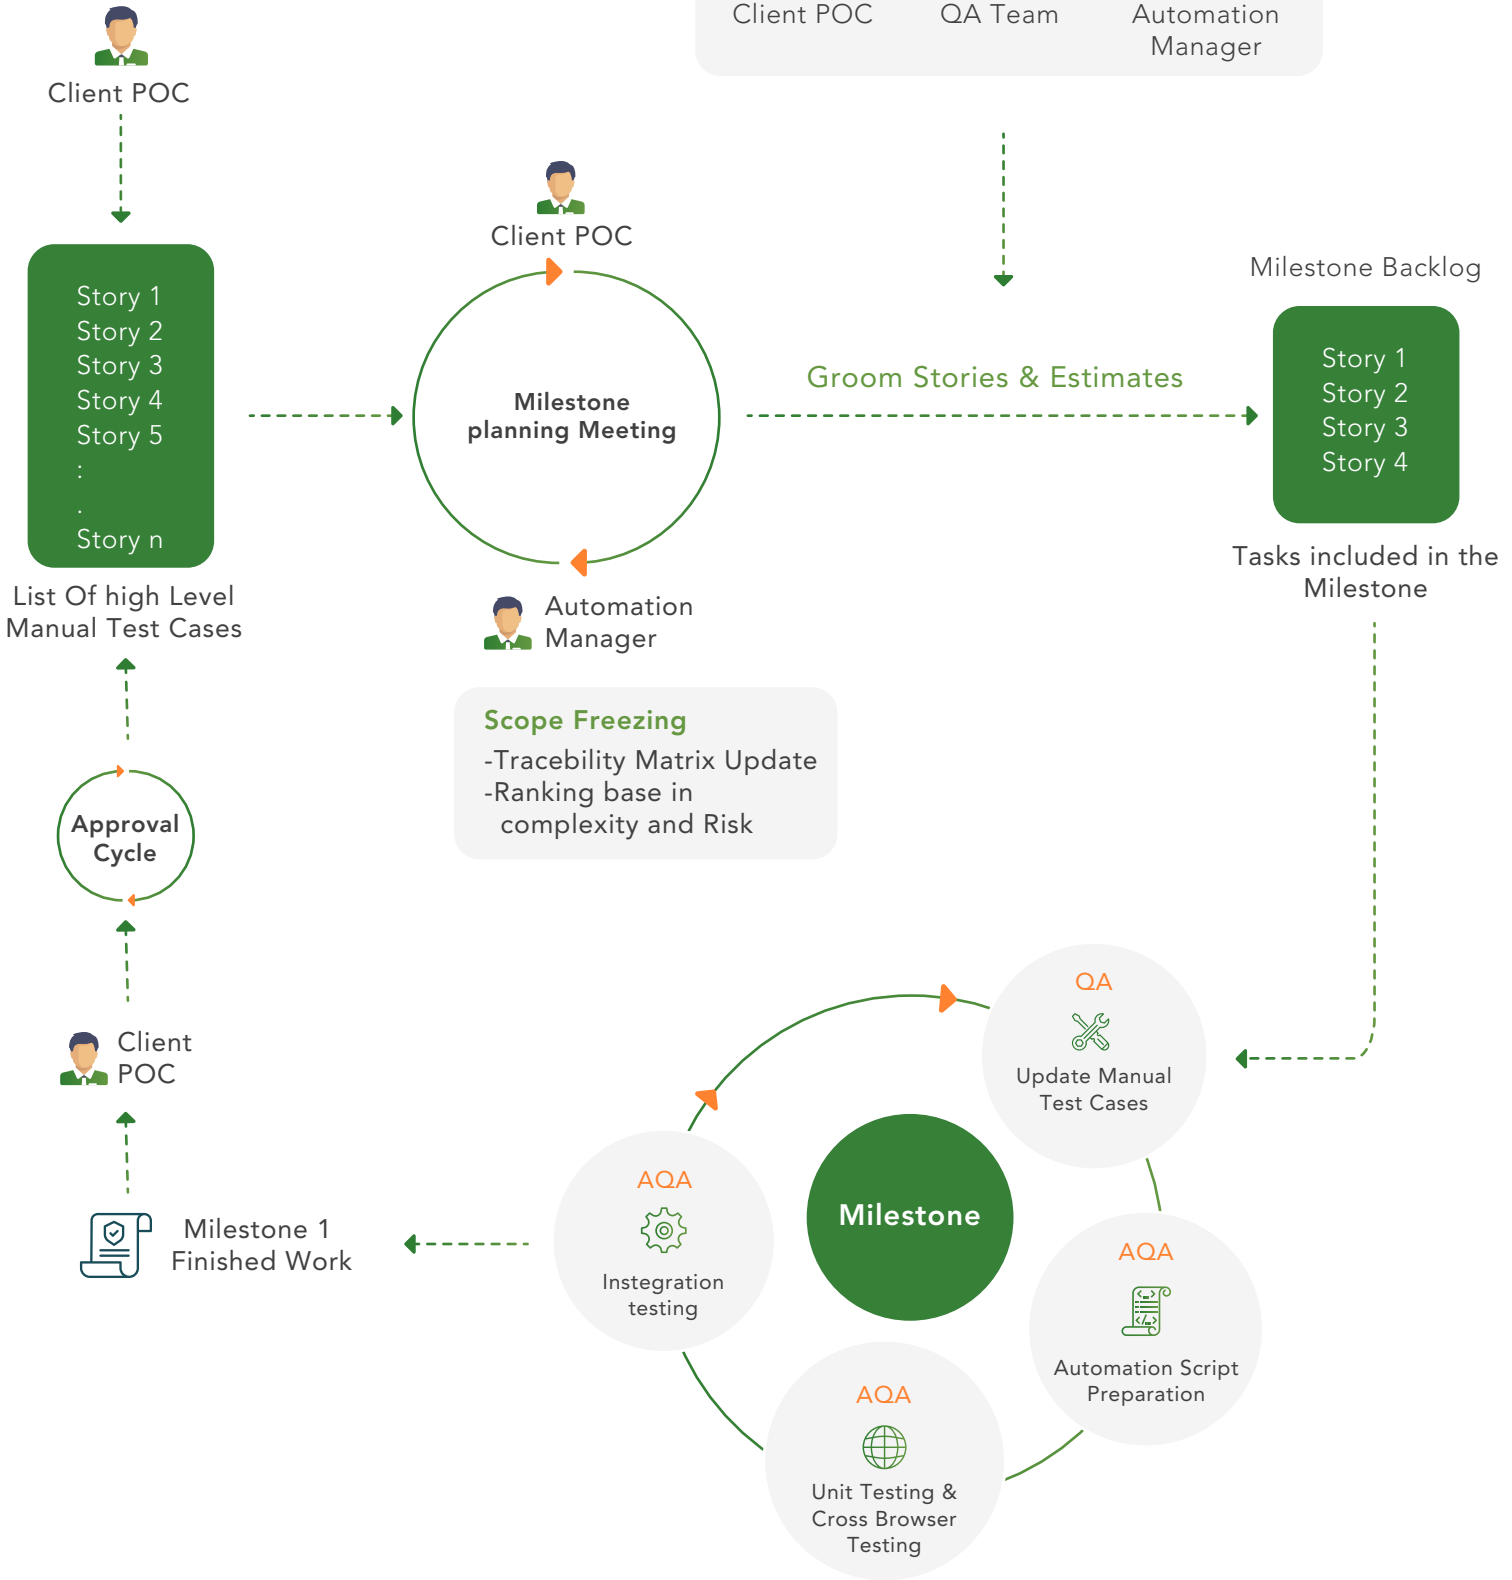 Client POC
QA Team
Automation
Manager
Client POC
Client POC
Story 1
Story 2
Story 3
Story 4
Story 5
:
.
Story n
List Of high Level
Manual Test Cases
Milestone
planning Meeting
Automation
Manager
Groom Stories & Estimates
Milestone Backlog
Story 1
Story 2
Story 3
Story 4
Tasks included in the
Milestone
Scope Freezing
-Tracebility Matrix Update
-Ranking base in
complexity and Risk
Approval
Cycle
Client
POC
Milestone 1
Finished Work
QA
Update Manual
Test Cases
AQA
Automation Script
Preparation
AQA
Unit Testing &
Cross Browser
Testing
AQA
Instegration
testing
Milestone